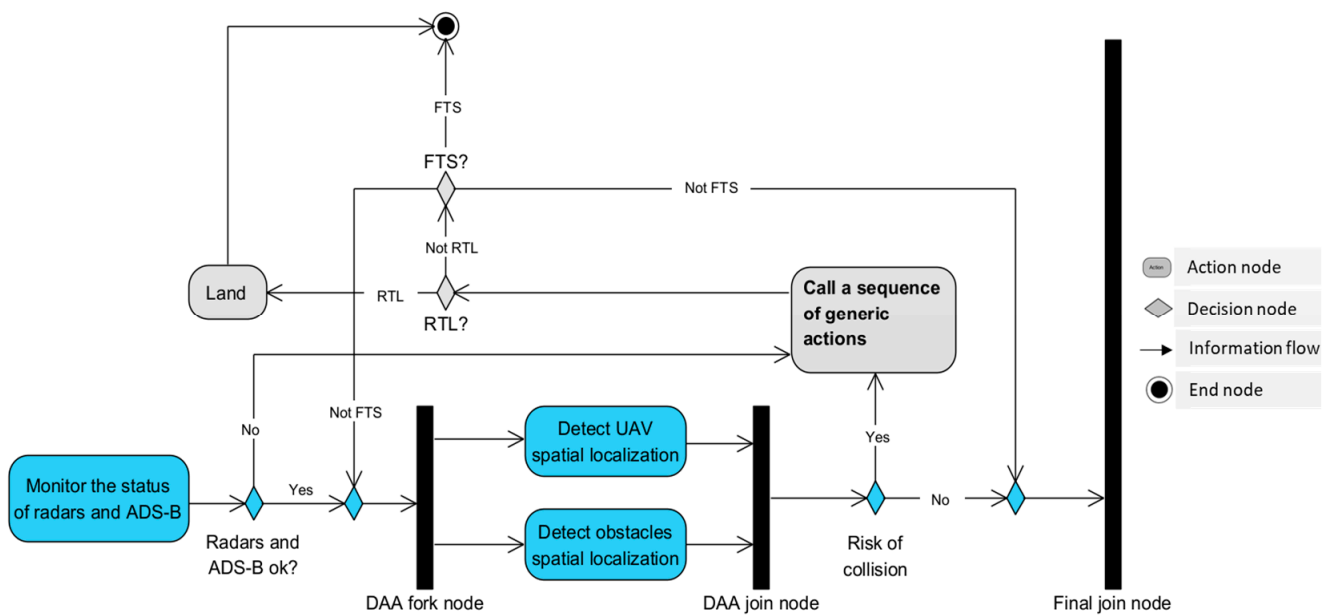 FTS
FTS?
Not FTS
Not RTL
Land
RTL
RTL?
Call a sequence
of generic
actions
Action
Action node
Decision node
Information flow
End node
No
Not FTS
Yes
Monitor the status
of radars and ADS-B
Radars and
ADS-B ok?
Detect UAV
spatial localization
Detect obstacles
spatial localization
Yes
No
Risk of
collision
DAA fork node
DAA join node
Final join node